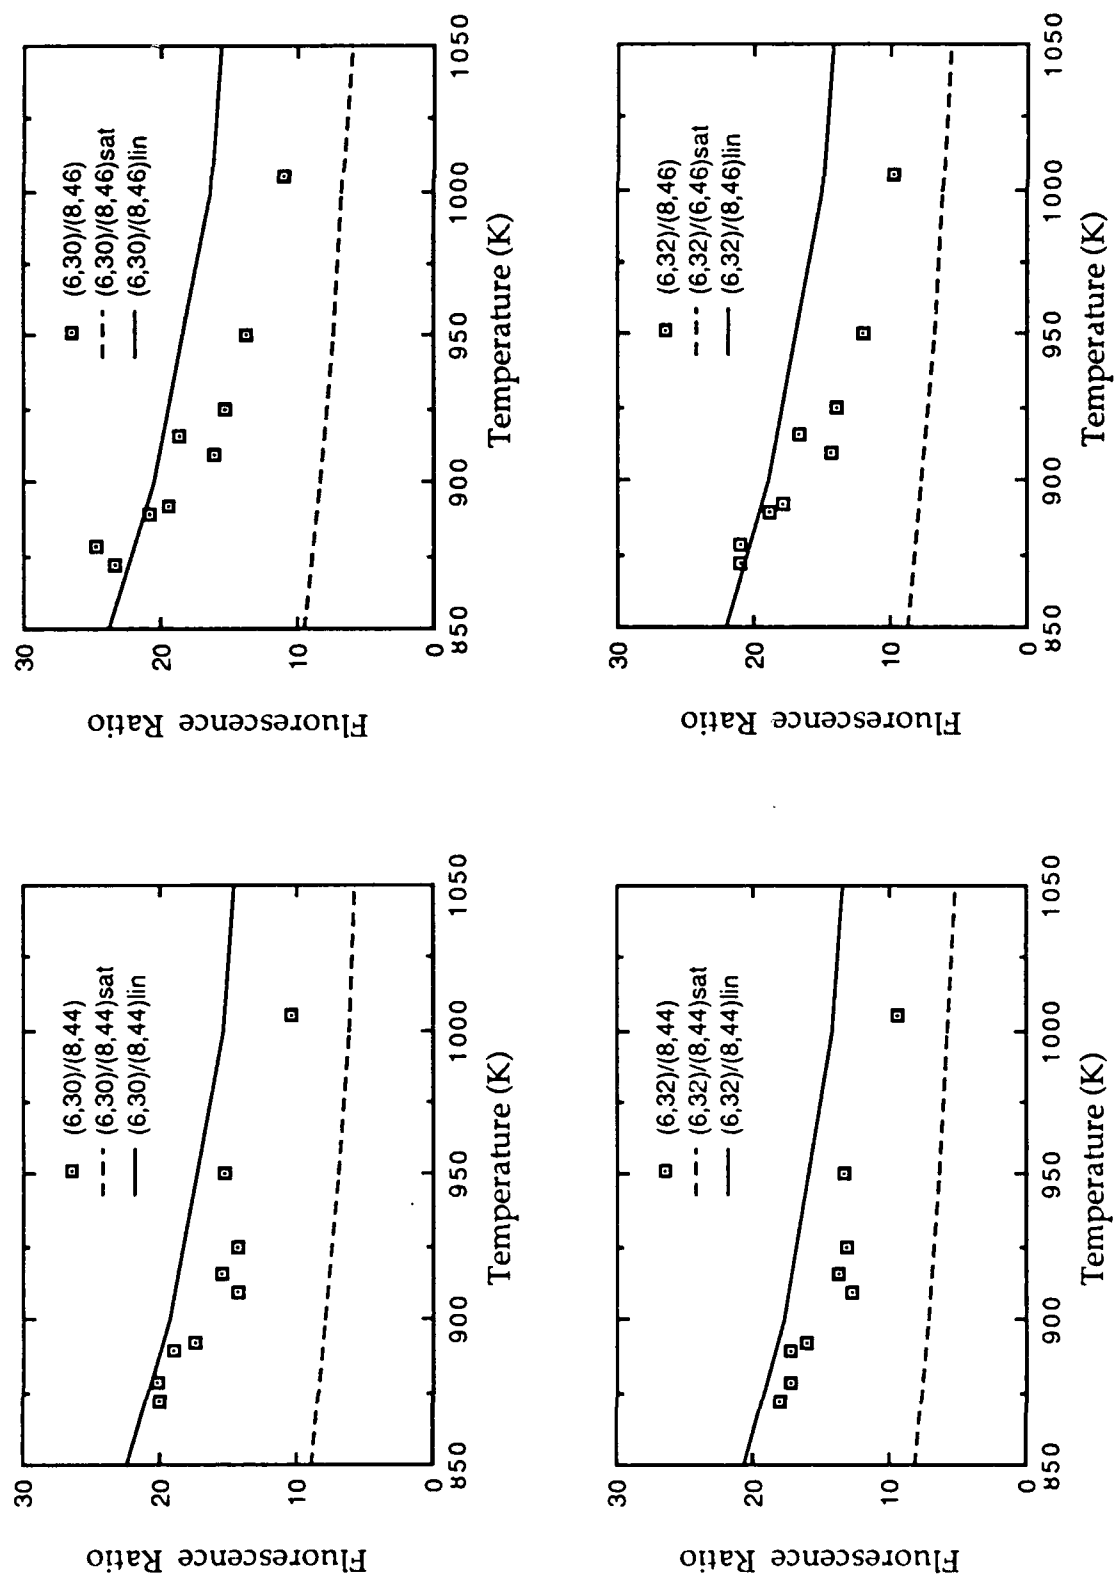 Fluorescence Ratio
30
20
10
0
(6,30)/(8,44)
(6,30)/(8,44)sat
(6,30)/(8,44)lin
850
900
950
1000
1050
Temperature (K)
Fluorescence Ratio
30
20
10
0
(6,30)/(8,46)
(6,30)/(8,46)sat
(6,30)/(8,46)lin
850
900
950
1000
1050
Temperature (K)
Fluorescence Ratio
30
20
10
0
(6,32)/(8,44)
(6,32)/(8,44)sat
(6,32)/(8,44)lin
850
900
950
1000
1050
Temperature (K)
Fluorescence Ratio
30
20
10
0
(6,32)/(8,46)
(6,32)/(6,46)sat
(6,32)/(8,46)lin
850
900
950
1000
1050
Temperature (K)